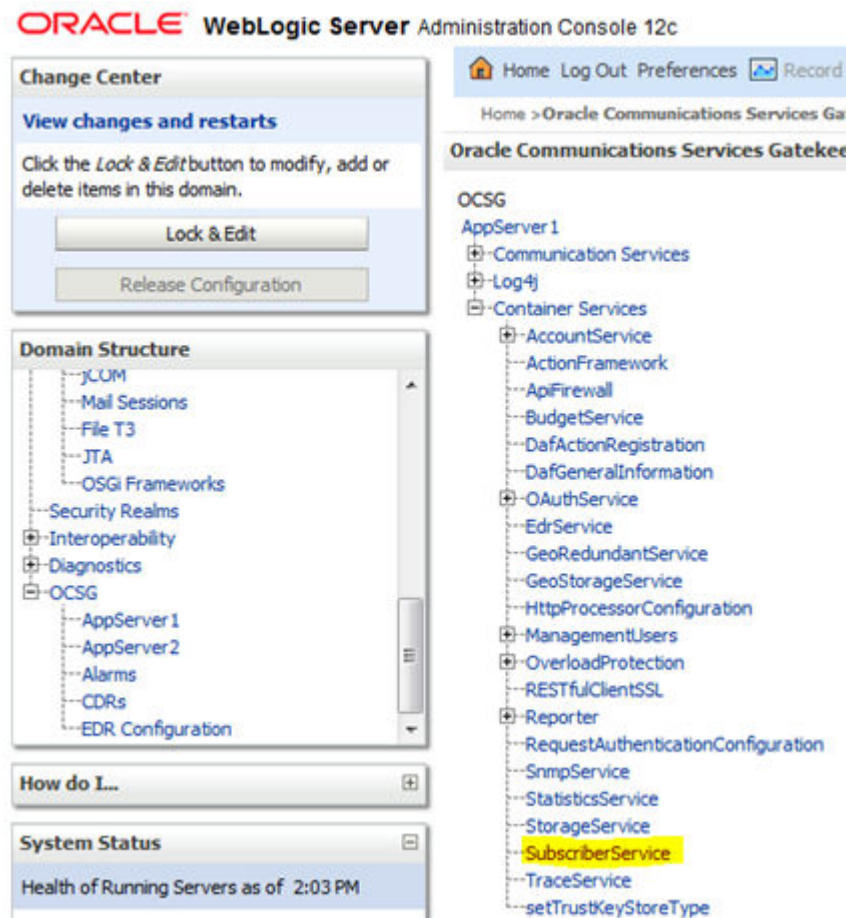 ORACLE WebLogic Server Administration Console 12c
Change Center
View changes and restarts
Click the Lock & Edit button to modify, add or
delete items in this domain.
Lock & Edit
Release Configuration
Domain Structure
jCOM
Mail Sessions
File T3
JTA
OSGi Frameworks
Security Realms
Interoperability
Diagnostics
OCSG
AppServer1
AppServer2
Alarms
CDRs
EDR Configuration
How do I...
System Status
Health of Running Servers as of 2:03 PM
Home Log Out Preferences Record
Home >Oracle Communications Services Ga
Oracle Communications Services Gatekee
OCSG
AppServer1
Communication Services
Log4j
Container Services
AccountService
ActionFramework
ApiFirewall
BudgetService
DafActionRegistration
DafGeneralInformation
OAuthService
EdrService
GeoRedundantService
GeoStorageService
HttpProcessorConfiguration
ManagementUsers
OverloadProtection
RESTfulClientSSL
Reporter
RequestAuthenticationConfiguration
SnmpService
StatisticsService
StorageService
SubscriberService
TraceService
setTrustKeyStoreType